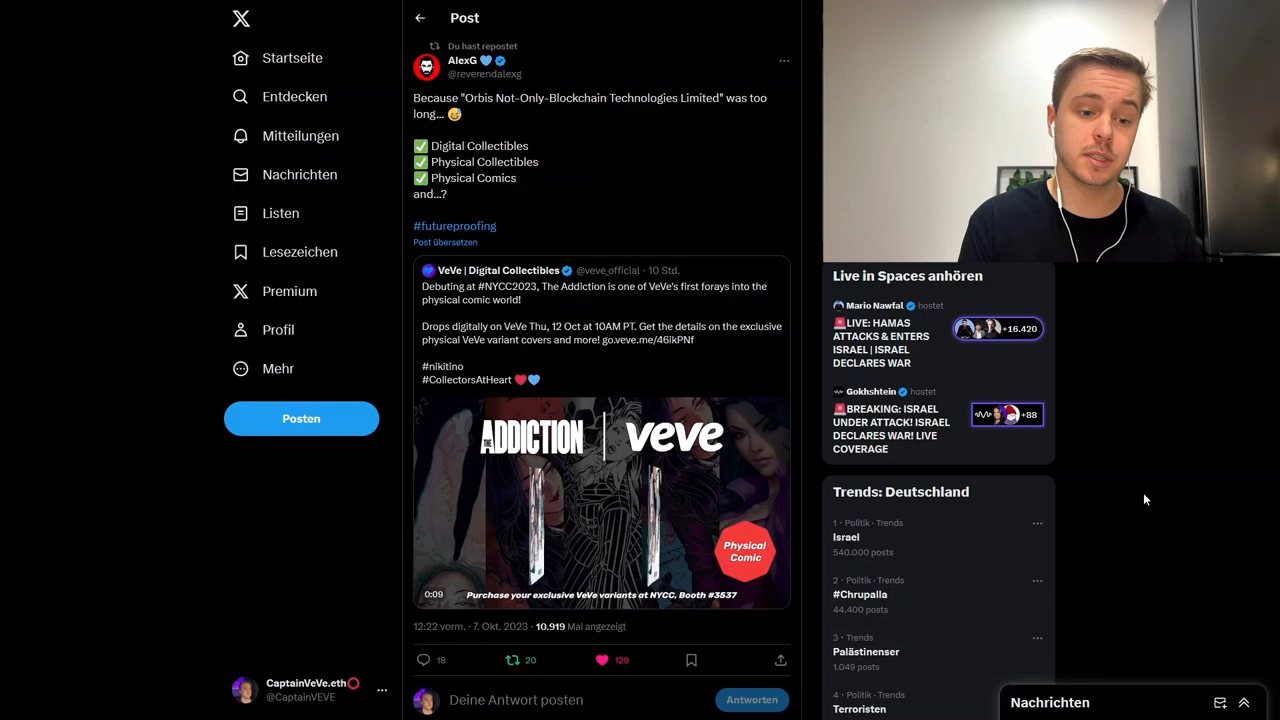 Startseite
Entdecken
Mitteilungen
Nachrichten
Listen
Lesezeichen
Premium
Profil
Mehr
Posten
CaptainVeVe.eth
@CaptainVEVE
Post
Du hast repostet
AlexG
@reverendalexg
Because "Orbis Not-Only-Blockchain Technologies Limited" was too
long...
Digital Collectibles
Physical Collectibles
Physical Comics
and...?
#futureproofing
Post übersetzen
VeVe | Digital Collectibles @veve_official · 10 Std.
Debuting at #NYCC2023, The Addiction is one of VeVe's first forays into the
physical comic world!
Drops digitally on VeVe Thu, 12 Oct at 10AM PT. Get the details on the exclusive
physical VeVe variant covers and more! go.veve.me/46ikPNf
#nikitino
#CollectorsAtHeart
THE ADDICTION | veve
Physical
Comic
0:09
Purchase your exclusive VeVe variants at NYCC, Booth #3537
12:22 vorm. · 7. Okt. 2023 · 10.919 Mal angezeigt
18 20 129
Deine Antwort posten
Antworten
Live in Spaces anhören
Mario Nawfal hostet
LIVE: HAMAS
ATTACKS & ENTERS
ISRAEL | ISRAEL
DECLARES WAR
+16.420
Gokhshtein hostet
BREAKING: ISRAEL
UNDER ATTACK! ISRAEL
DECLARES WAR! LIVE
COVERAGE
+88
Trends: Deutschland
1 · Politik · Trends
Israel
540.000 posts
2 · Politik · Trends
#Chrupalla
44,400 posts
3 · Trends
Palästinenser
1,049 posts
4 · Politik · Trends
Terroristen
Nachrichten